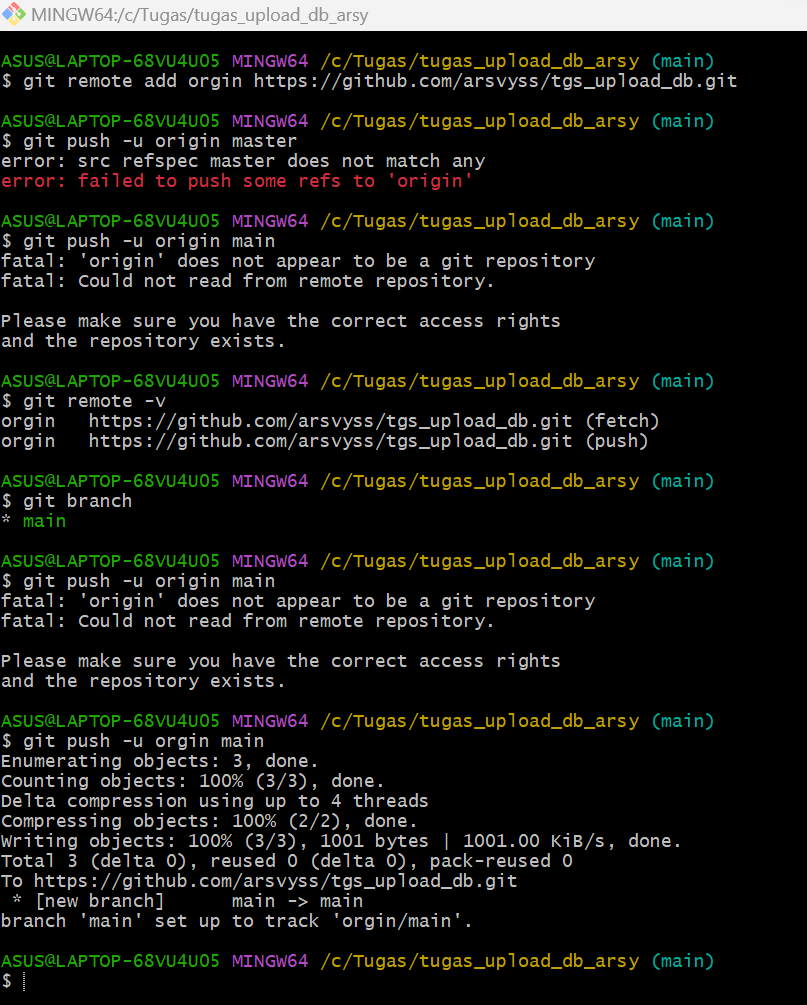 MINGW64:/c/Tugas/tugas_upload_db_arsy
ASUS@LAPTOP-68VU4U05 MINGW64 /c/Tugas/tugas_upload_db_arsy (main)
$ git remote add orgin https://github.com/arsvyss/tgs_upload_db.git
ASUS@LAPTOP-68VU4U05 MINGW64 /c/Tugas/tugas_upload_db_arsy (main)
$ git push -u origin master
error: src refspec master does not match any
error: failed to push some refs to 'origin'
ASUS@LAPTOP-68VU4U05 MINGW64 /c/Tugas/tugas_upload_db_arsy (main)
$ git push -u origin main
fatal: 'origin' does not appear to be a git repository
fatal: Could not read from remote repository.
Please make sure you have the correct access rights
and the repository exists.
ASUS@LAPTOP-68VU4U05 MINGW64 /c/Tugas/tugas_upload_db_arsy (main)
$ git remote -v
orgin   https://github.com/arsvyss/tgs_upload_db.git (fetch)
orgin   https://github.com/arsvyss/tgs_upload_db.git (push)
ASUS@LAPTOP-68VU4U05 MINGW64 /c/Tugas/tugas_upload_db_arsy (main)
$ git branch
* main
ASUS@LAPTOP-68VU4U05 MINGW64 /c/Tugas/tugas_upload_db_arsy (main)
$ git push -u origin main
fatal: 'origin' does not appear to be a git repository
fatal: Could not read from remote repository.
Please make sure you have the correct access rights
and the repository exists.
ASUS@LAPTOP-68VU4U05 MINGW64 /c/Tugas/tugas_upload_db_arsy (main)
$ git push -u orgin main
Enumerating objects: 3, done.
Counting objects: 100% (3/3), done.
Delta compression using up to 4 threads
Compressing objects: 100% (2/2), done.
Writing objects: 100% (3/3), 1001 bytes | 1001.00 KiB/s, done.
Total 3 (delta 0), reused 0 (delta 0), pack-reused 0
To https://github.com/arsvyss/tgs_upload_db.git
 * [new branch]      main -> main
branch 'main' set up to track 'orgin/main'.
ASUS@LAPTOP-68VU4U05 MINGW64 /c/Tugas/tugas_upload_db_arsy (main)
$